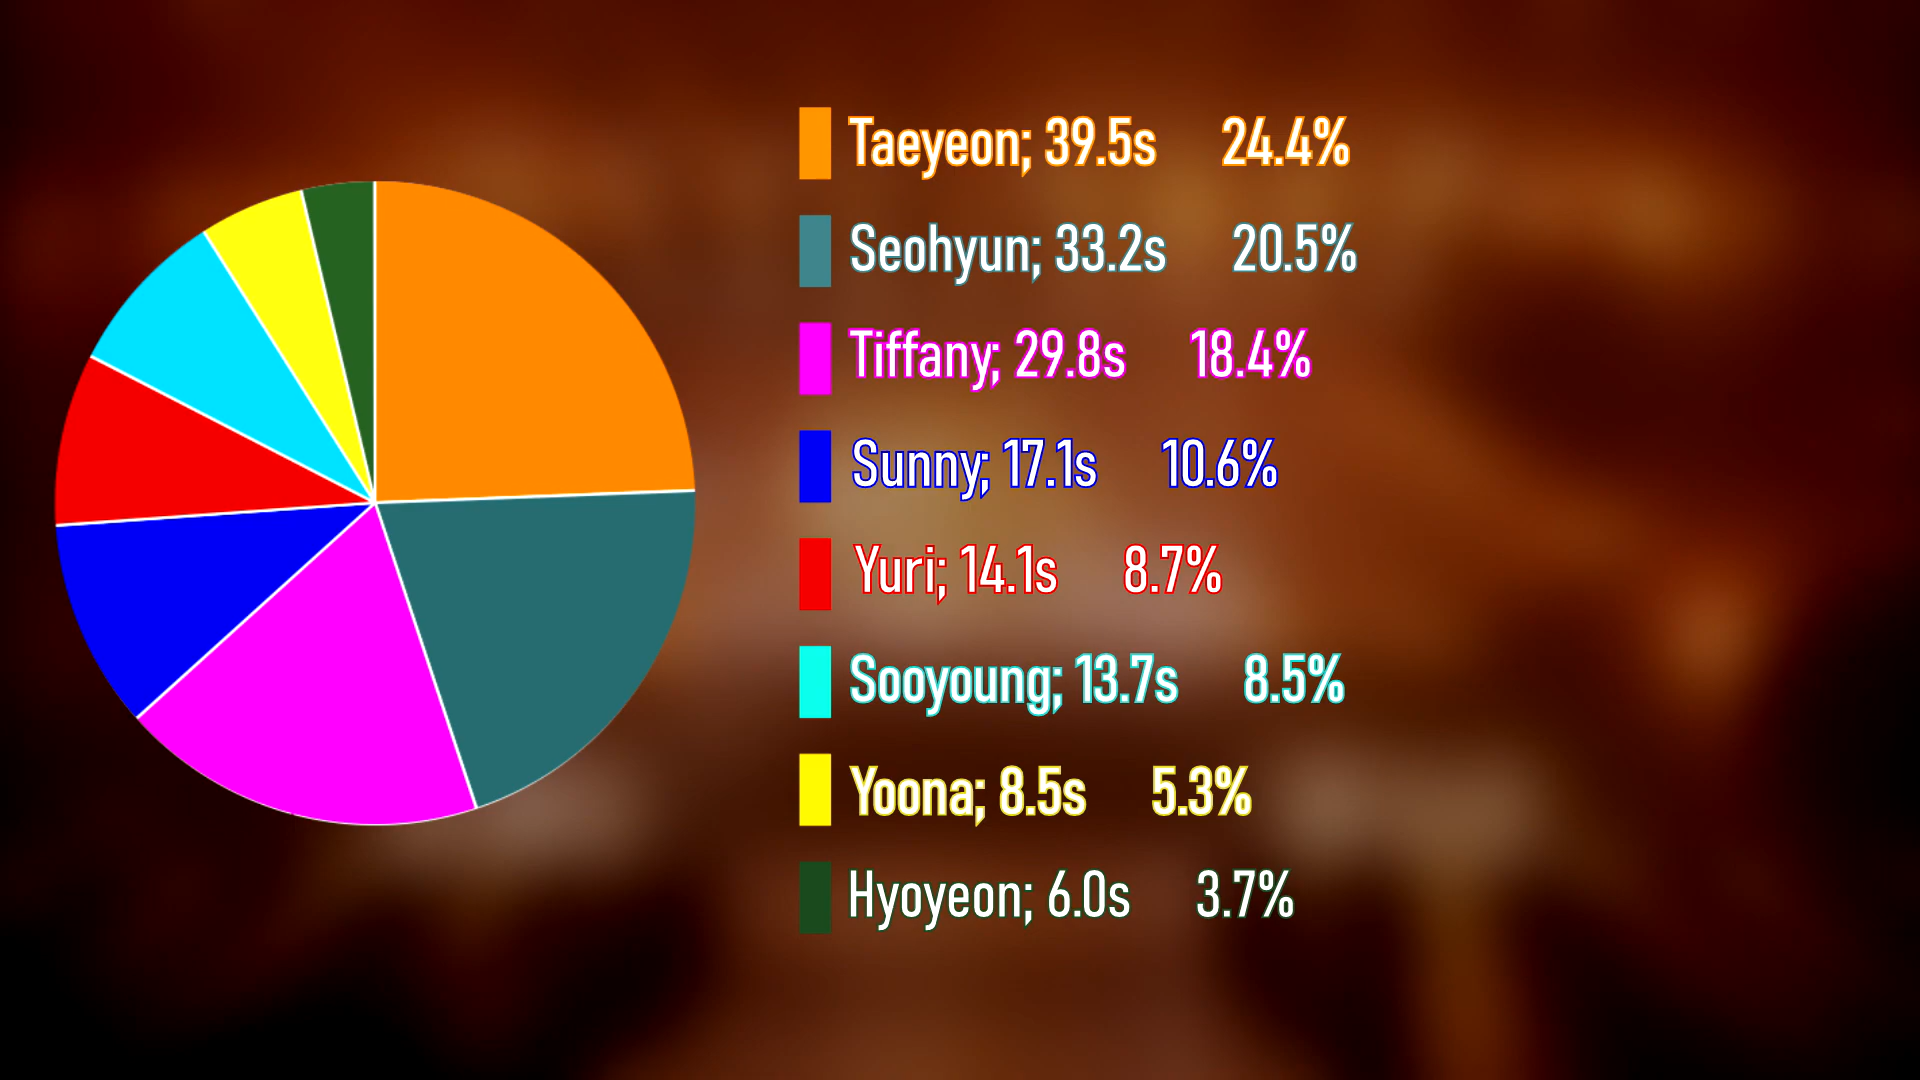 Taeyeon; 39.5s 24.4%
Seohyun; 33.2s 20.5%
Tiffany; 29.8s 18.4%
Sunny; 17.1s 10.6%
Yuri; 14.1s 8.7%
Sooyoung; 13.7s 8.5%
Yoona; 8.5s 5.3%
Hyoyeon; 6.0s 3.7%